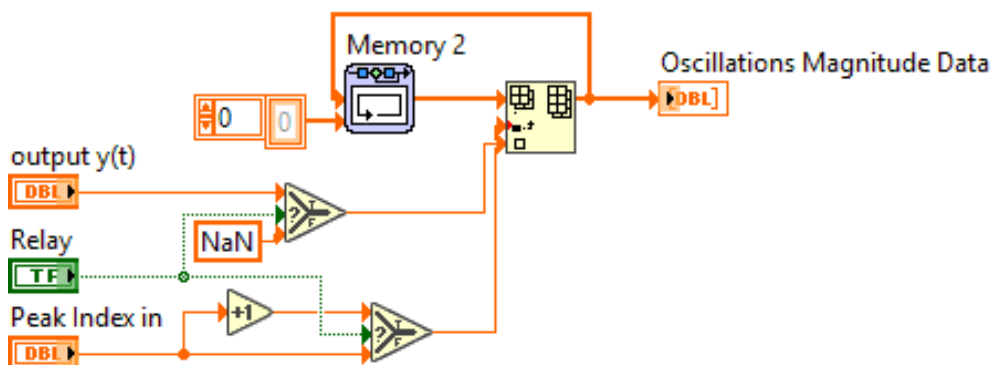 Memory 2
Oscillations Magnitude Data
0
0
DBL]
output y(t)
DBL
?
T
F
NaN
Relay
TF
Peak Index in
+1
?
T
F
DBL